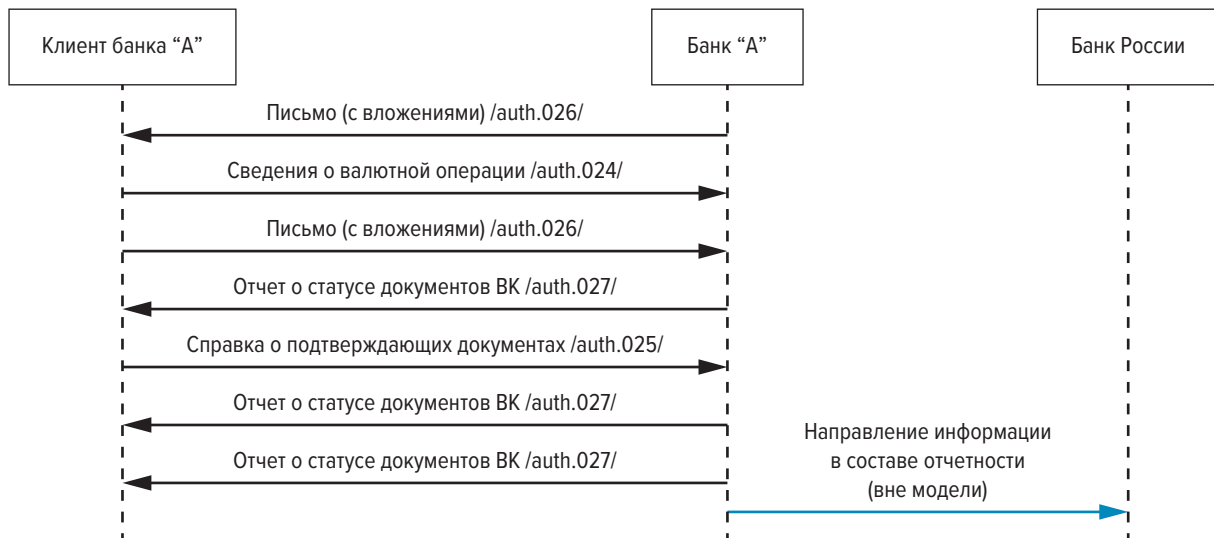 Клиент банка “А”
Банк “А”
Банк России
Письмо (с вложениями) /auth.026/
Сведения о валютной операции /auth.024/
Письмо (с вложениями) /auth.026/
Отчет о статусе документов ВК /auth.027/
Справка о подтверждающих документах /auth.025/
Отчет о статусе документов ВК /auth.027/
Отчет о статусе документов ВК /auth.027/
Направление информации
в составе отчетности
(вне модели)